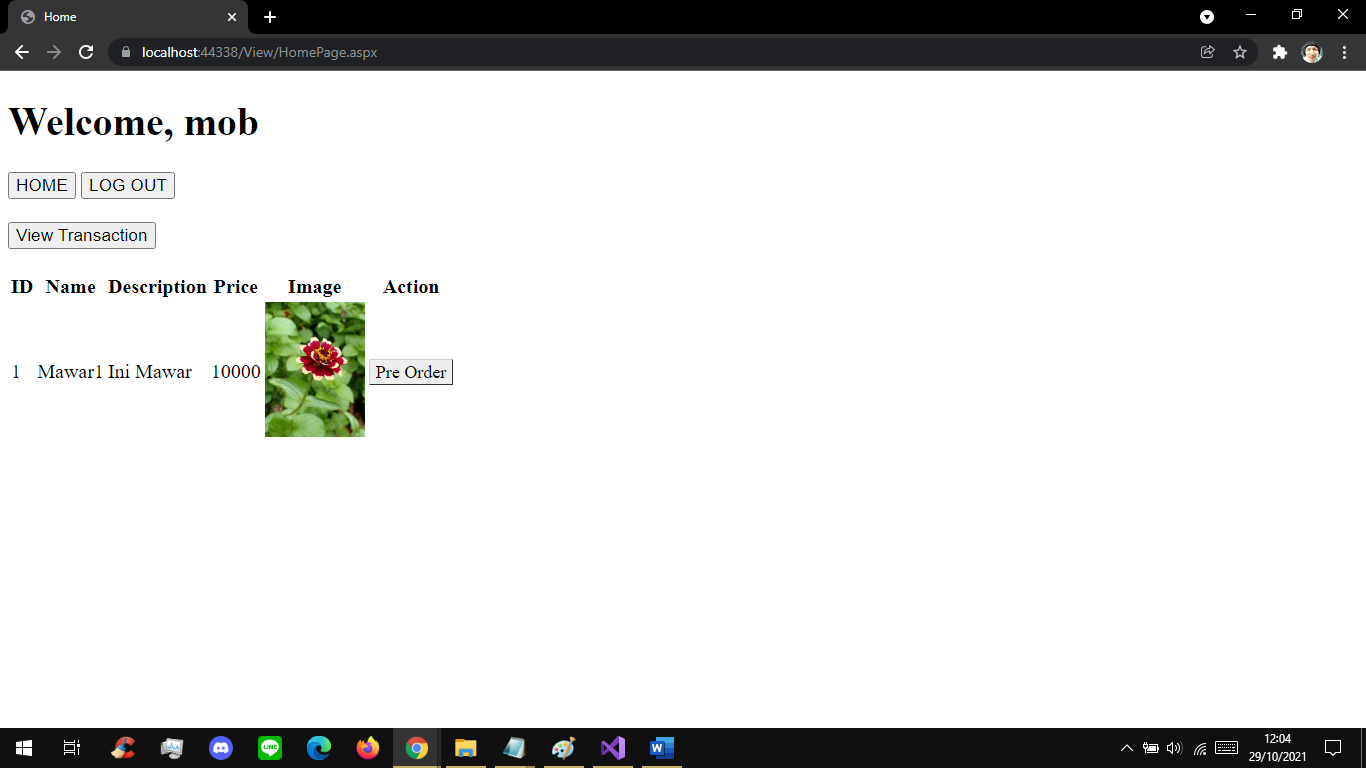 Home
localhost:44338/View/HomePage.aspx
Welcome, mob
HOME LOG OUT
View Transaction
ID Name Description Price Image Action
1 Mawar1 Ini Mawar 10000 Pre Order
LINE
W
12:04
29/10/2021